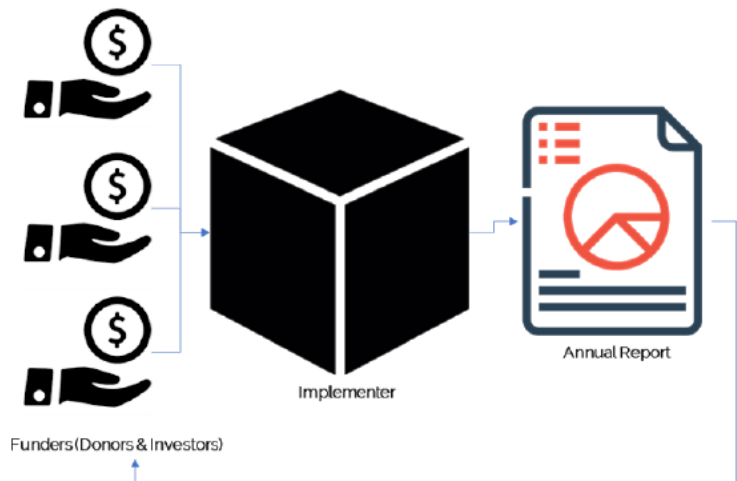 $
$
$
Implementer
Annual Report
Funders (Donors & Investors)